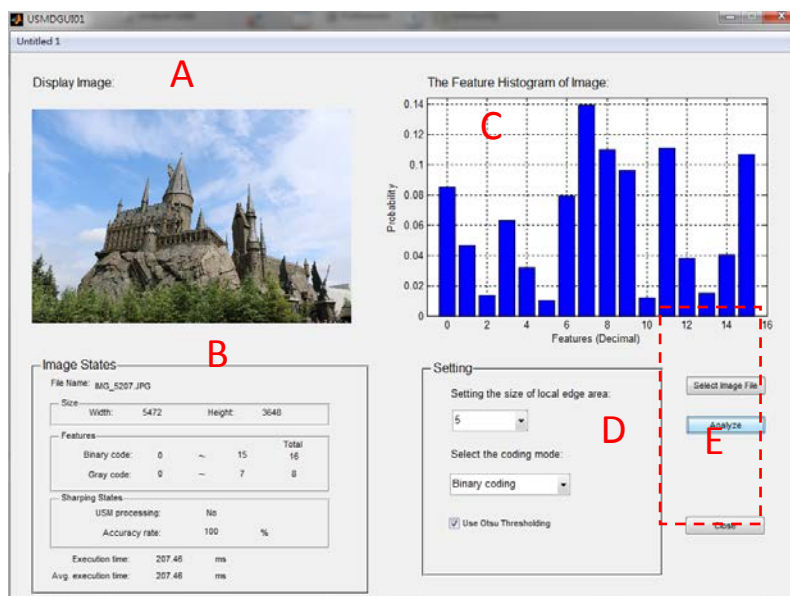 USMDGUI01
Untitled 1
A
Display Image:
The Feature Histogram of Image:
C
Probability
0.14
0.12
0.1
0.08
0.06
0.04
0.02
0
0 2 4 6 8 10 12 14 16
Features (Decimal)
B
Image States
File Name: IMG_5207.JPG
Size
Width: 5472 Height: 3648
Features
Total
Binary code: 0 ~ 15 16
Gray code: 0 ~ 7 8
Sharping States
USM processing: No
Accuracy rate: 100 %
Execution time: 207.46 ms
Avg. execution time: 207.46 ms
Setting
Setting the size of local edge area:
5
D
Select the coding mode:
Binary coding
Use Otsu Thresholding
Select Image File
Analyze
E
Close